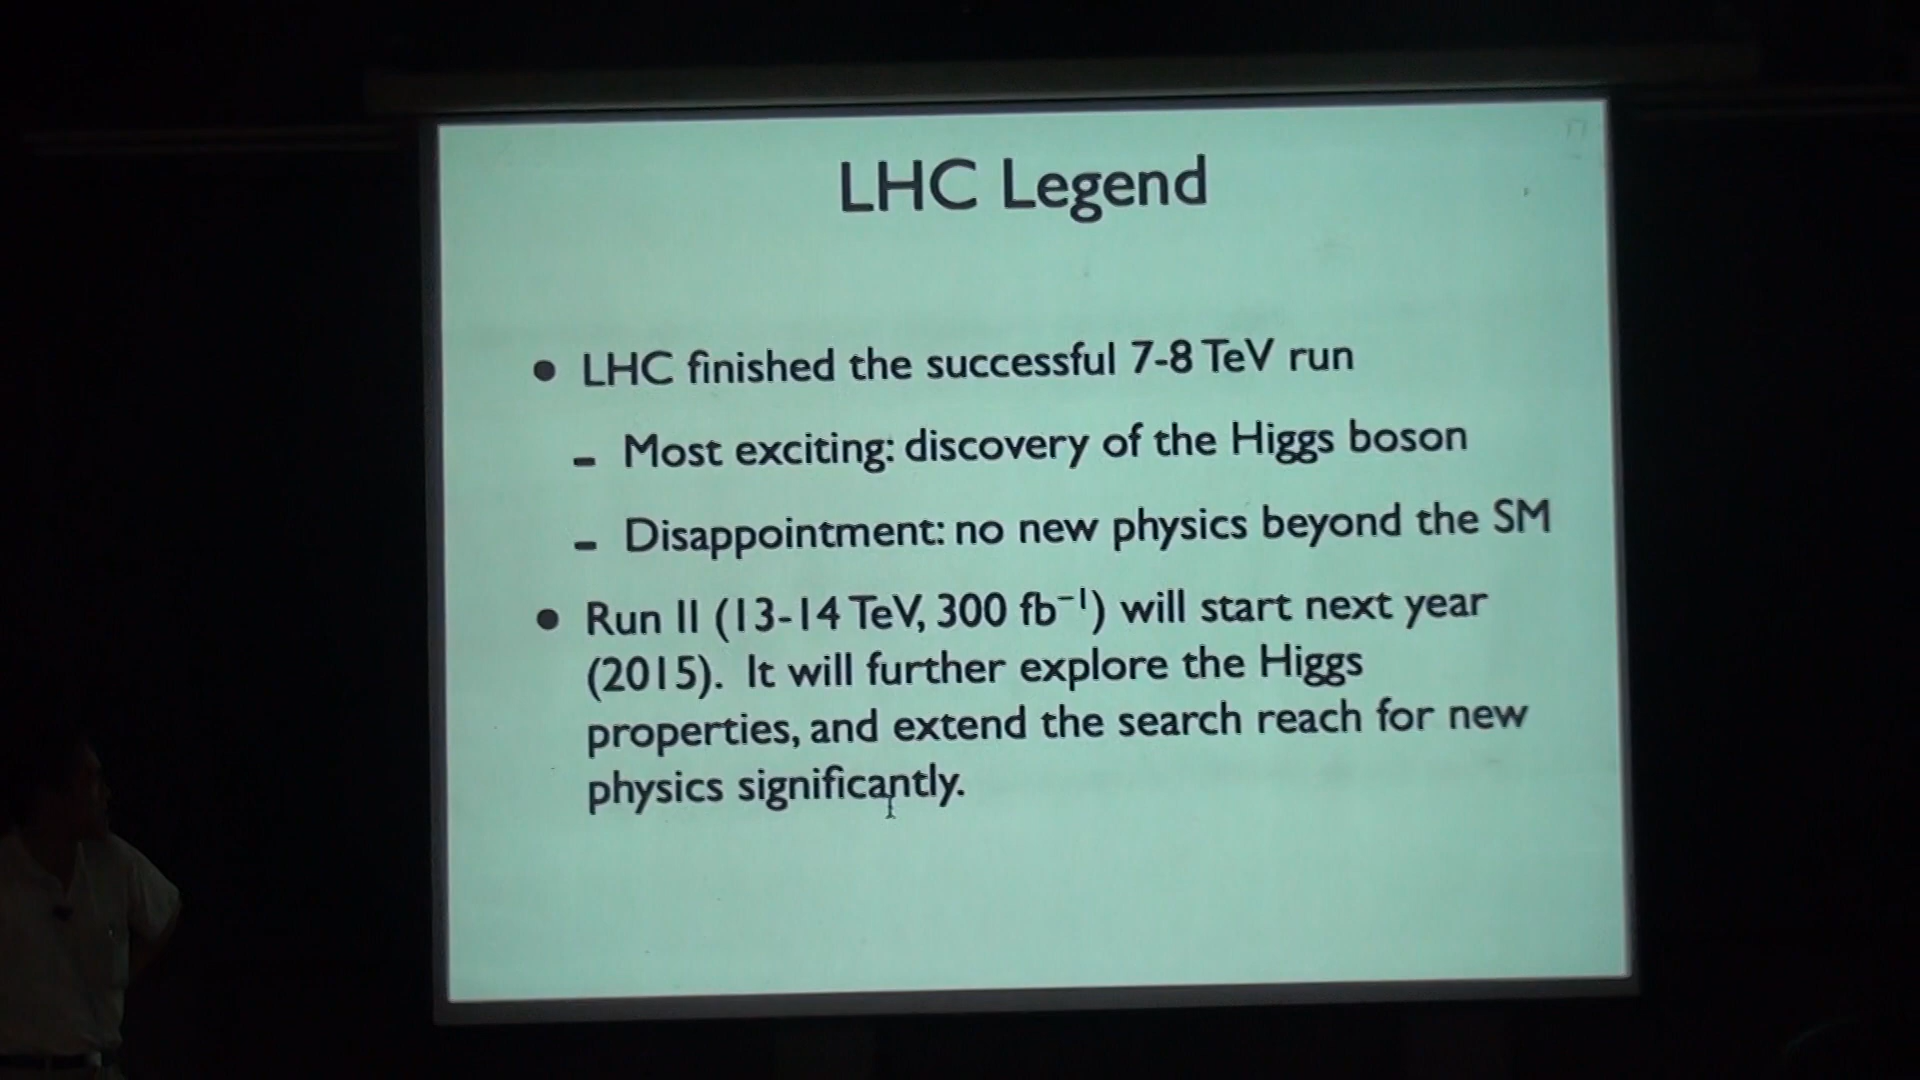 LHC Legend
• LHC finished the successful 7-8 TeV run
– Most exciting: discovery of the Higgs boson
– Disappointment: no new physics beyond the SM
• Run II (13-14 TeV, 300 fb⁻¹) will start next year
(2015). It will further explore the Higgs
properties, and extend the search reach for new
physics significantly.